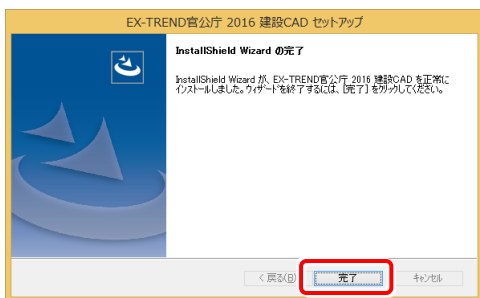 EX-TREND官公庁 2016 建設CAD セットアップ
InstallShield Wizard の完了
InstallShield Wizard が、EX-TREND官公庁 2016 建設CAD を正常に
インストールしました。ウィザードを終了するには、[完了] をクリックしてください。
< 戻る(B)
完了
キャンセル